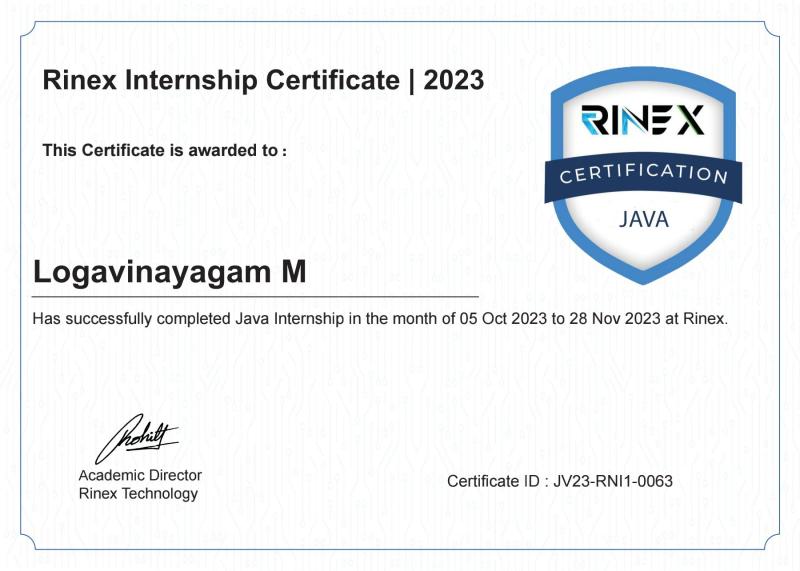 Rinex Internship Certificate | 2023
RINEX
CERTIFICATION
JAVA
This Certificate is awarded to :
Logavinayagam M
Has successfully completed Java Internship in the month of 05 Oct 2023 to 28 Nov 2023 at Rinex.
Academic Director
Rinex Technology
Certificate ID : JV23-RNI1-0063